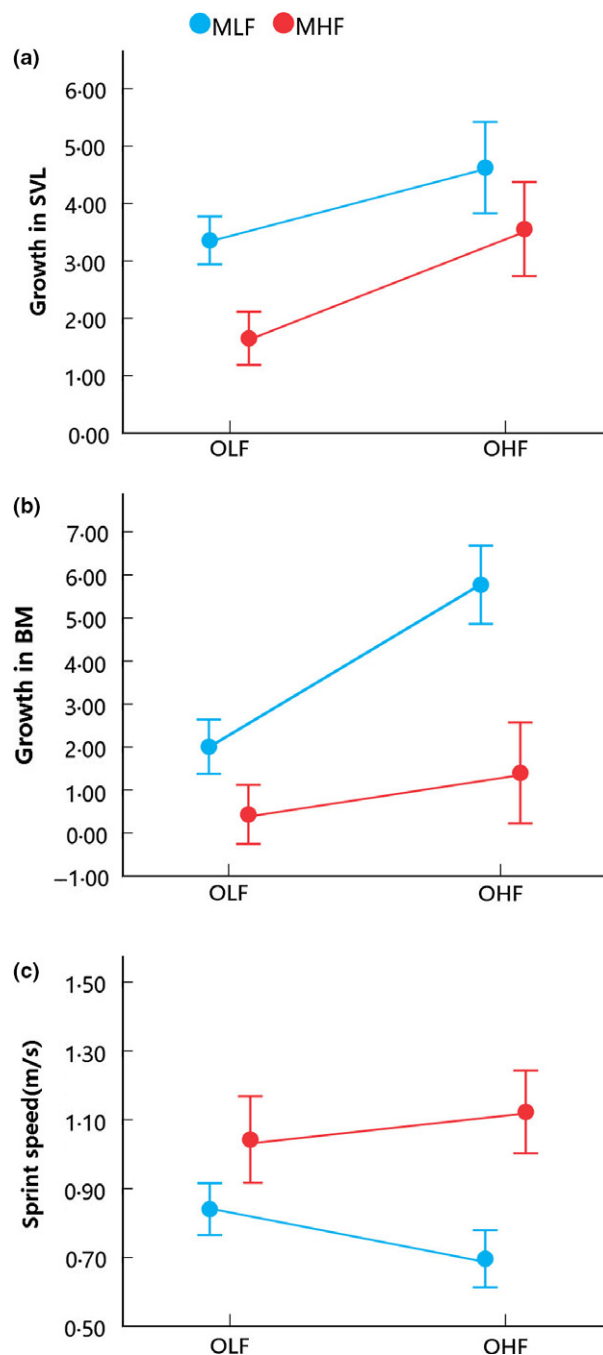 MLF MHF
(a)
Growth in SVL
6·00
5·00
4·00
3·00
2·00
1·00
0·00
OLF OHF
(b)
Growth in BM
7·00
6·00
5·00
4·00
3·00
2·00
1·00
0·00
–1·00
OLF OHF
(c)
Sprint speed(m/s)
1·50
1·30
1·10
0·90
0·70
0·50
OLF OHF